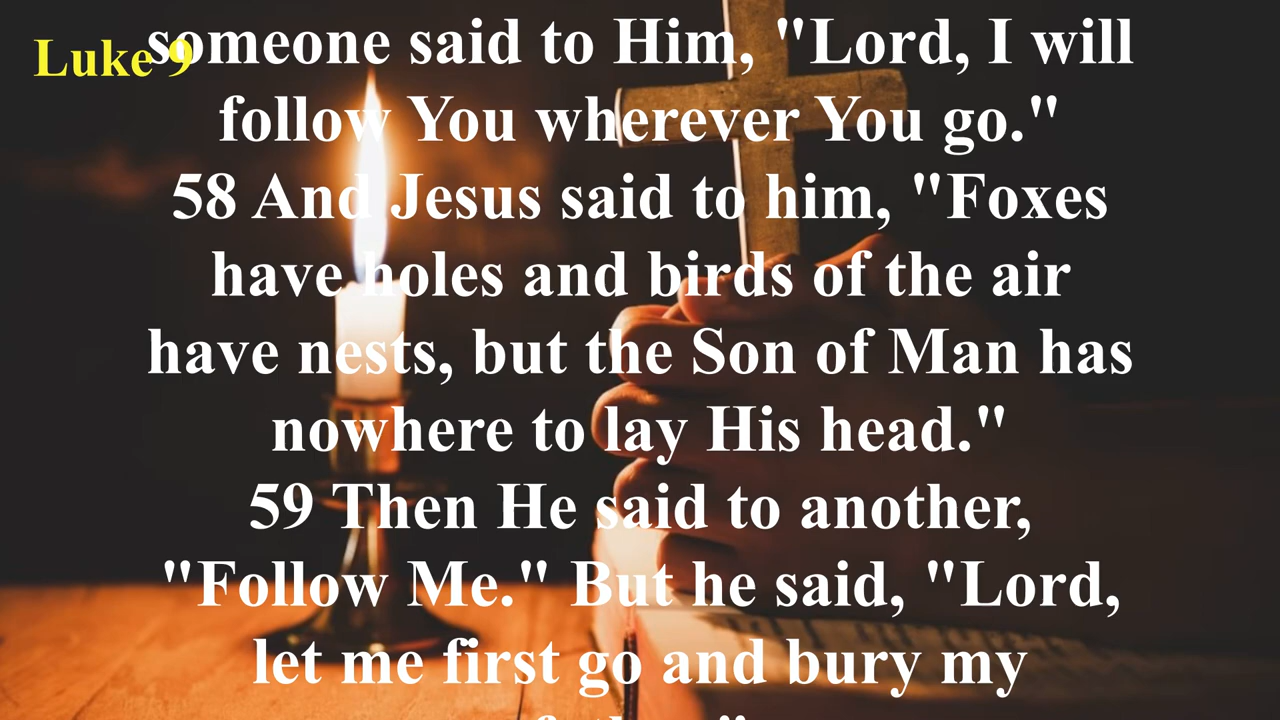 Luke 9
someone said to Him, "Lord, I will
follow You wherever You go."
58 And Jesus said to him, "Foxes
have holes and birds of the air
have nests, but the Son of Man has
nowhere to lay His head."
59 Then He said to another,
"Follow Me." But he said, "Lord,
let me first go and bury my